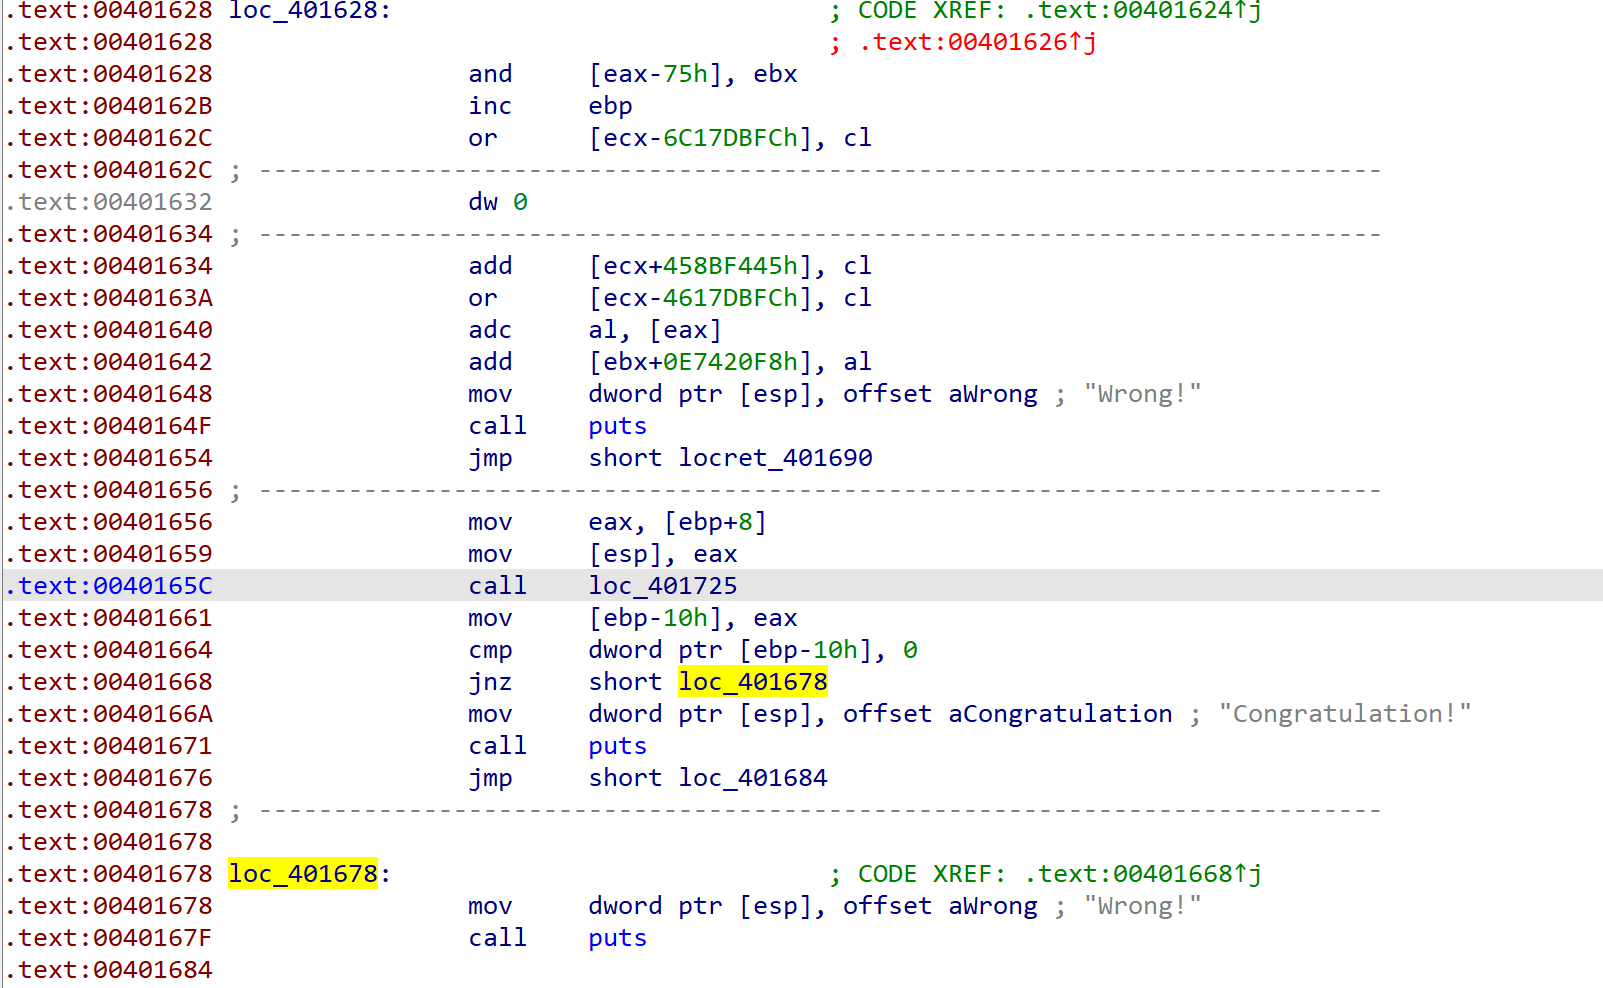 .text:00401628 loc_401628: ; CODE XREF: .text:00401624↑j
.text:00401628 ; .text:00401626↑j
.text:00401628 and [eax-75h], ebx
.text:0040162B inc ebp
.text:0040162C or [ecx-6C17DBFCh], cl
.text:0040162C ; ---------------------------------------------------------------------------
.text:00401632 dw 0
.text:00401634 ; ---------------------------------------------------------------------------
.text:00401634 add [ecx+458BF445h], cl
.text:0040163A or [ecx-4617DBFCh], cl
.text:00401640 adc al, [eax]
.text:00401642 add [ebx+0E7420F8h], al
.text:00401648 mov dword ptr [esp], offset aWrong ; "Wrong!"
.text:0040164F call puts
.text:00401654 jmp short locret_401690
.text:00401656 ; ---------------------------------------------------------------------------
.text:00401656 mov eax, [ebp+8]
.text:00401659 mov [esp], eax
.text:0040165C call loc_401725
.text:00401661 mov [ebp-10h], eax
.text:00401664 cmp dword ptr [ebp-10h], 0
.text:00401668 jnz short loc_401678
.text:0040166A mov dword ptr [esp], offset aCongratulation ; "Congratulation!"
.text:00401671 call puts
.text:00401676 jmp short loc_401684
.text:00401678 ; ---------------------------------------------------------------------------
.text:00401678
.text:00401678 loc_401678: ; CODE XREF: .text:00401668↑j
.text:00401678 mov dword ptr [esp], offset aWrong ; "Wrong!"
.text:0040167F call puts
.text:00401684